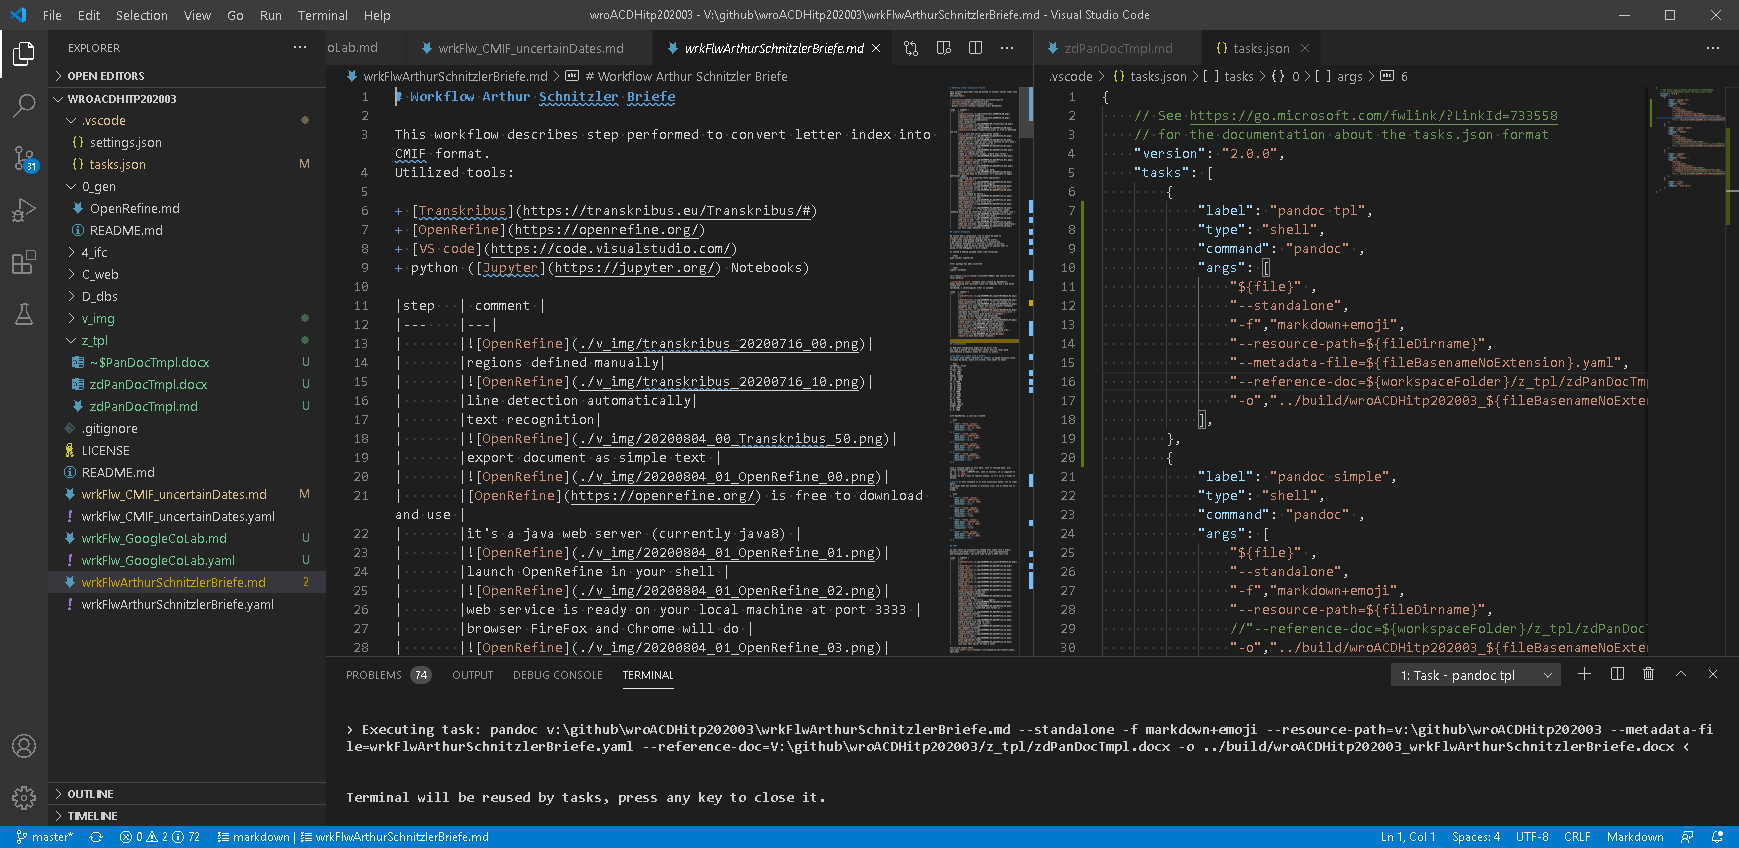 File Edit Selection View Go Run Terminal Help
wroACDHitp202003 - V:\github\wroACDHitp202003\wrkFlwArthurSchnitzlerBriefe.md - Visual Studio Code
EXPLORER
OPEN EDITORS
WROACDHITP202003
.vscode
{} settings.json
{} tasks.json M
0_gen
OpenRefine.md
README.md
4_ifc
C_web
D_dbs
v_img
z_tpl
~$PanDocTmpl.docx U
zdPanDocTmpl.docx U
zdPanDocTmpl.md U
.gitignore
LICENSE
README.md
wrkFlw_CMIF_uncertainDates.md M
! wrkFlw_CMIF_uncertainDates.yaml
wrkFlw_GoogleCoLab.md U
! wrkFlw_GoogleCoLab.yaml U
wrkFlwArthurSchnitzlerBriefe.md 2
! wrkFlwArthurSchnitzlerBriefe.yaml
OUTLINE
TIMELINE
31
oLab.md wrkFlw_CMIF_uncertainDates.md wrkFlwArthurSchnitzlerBriefe.md
wrkFlwArthurSchnitzlerBriefe.md > # Workflow Arthur Schnitzler Briefe
1 # Workflow Arthur Schnitzler Briefe
2
3 This workflow describes step performed to convert letter index into
CMIF format.
4 Utilized tools:
5
6 + [Transkribus](https://transkribus.eu/Transkribus/#)
7 + [OpenRefine](https://openrefine.org/)
8 + [VS code](https://code.visualstudio.com/)
9 + python ([Jupyter](https://jupyter.org/) Notebooks)
10
11 |step | comment |
12 |--- |---|
13 | |![OpenRefine](./v_img/transkribus_20200716_00.png)|
14 | |regions defined manually|
15 | |![OpenRefine](./v_img/transkribus_20200716_10.png)|
16 | |line detection automatically|
17 | |text recognition|
18 | |![OpenRefine](./v_img/20200804_00_Transkribus_50.png)|
19 | |export document as simple text |
20 | |![OpenRefine](./v_img/20200804_01_OpenRefine_00.png)|
21 | |[OpenRefine](https://openrefine.org/) is free to download
and use |
22 | |it's a java web server (currently java8) |
23 | |![OpenRefine](./v_img/20200804_01_OpenRefine_01.png)|
24 | |launch OpenRefine in your shell |
25 | |![OpenRefine](./v_img/20200804_01_OpenRefine_02.png)|
26 | |web service is ready on your local machine at port 3333 |
27 | |browser FireFox and Chrome will do |
28 | |![OpenRefine](./v_img/20200804_01_OpenRefine_03.png)|
zdPanDocTmpl.md {} tasks.json
.vscode > {} tasks.json > [ ] tasks > {} 0 > [ ] args > 6
1 {
2 // See https://go.microsoft.com/fwlink/?LinkId=733558
3 // for the documentation about the tasks.json format
4 "version": "2.0.0",
5 "tasks": [
6 {
7 "label": "pandoc tpl",
8 "type": "shell",
9 "command": "pandoc" ,
10 "args": [
11 "${file}" ,
12 "--standalone",
13 "-f","markdown+emoji",
14 "--resource-path=${fileDirname}",
15 "--metadata-file=${fileBasenameNoExtension}.yaml",
16 "--reference-doc=${workspaceFolder}/z_tpl/zdPanDocTmp
17 "-o","../build/wroACDHitp202003_${fileBasenameNoExten
18 ],
19 },
20 {
21 "label": "pandoc simple",
22 "type": "shell",
23 "command": "pandoc" ,
24 "args": [
25 "${file}" ,
26 "--standalone",
27 "-f","markdown+emoji",
28 "--resource-path=${fileDirname}",
29 //"--reference-doc=${workspaceFolder}/z_tpl/zdPanDoc
30 "-o","../build/wroACDHitp202003_${fileBasenameNoExten
PROBLEMS 74 OUTPUT DEBUG CONSOLE TERMINAL
1: Task - pandoc tpl
> Executing task: pandoc v:\github\wroACDHitp202003\wrkFlwArthurSchnitzlerBriefe.md --standalone -f markdown+emoji --resource-path=v:\github\wroACDHitp202003 --metadata-fi
le=wrkFlwArthurSchnitzlerBriefe.yaml --reference-doc=V:\github\wroACDHitp202003/z_tpl/zdPanDocTmpl.docx -o ../build/wroACDHitp202003_wrkFlwArthurSchnitzlerBriefe.docx <
Terminal will be reused by tasks, press any key to close it.
master* 0 2 72 markdown | wrkFlwArthurSchnitzlerBriefe.md
Ln 1, Col 1 Spaces: 4 UTF-8 CRLF Markdown